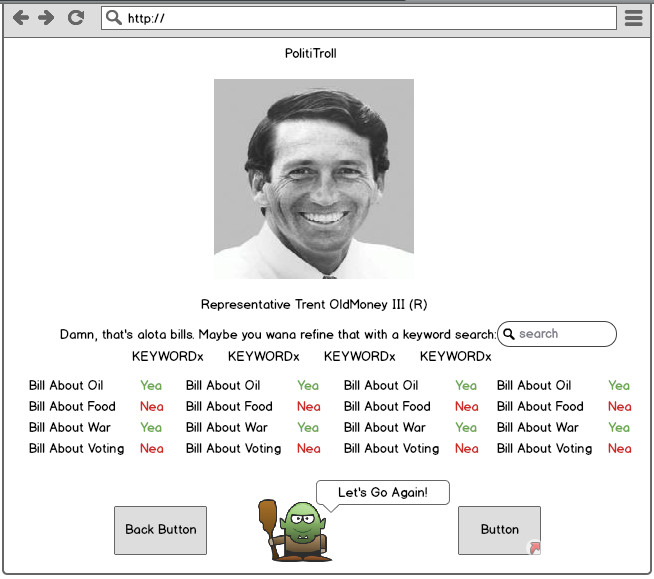 http://
PolitiTroll
Representative Trent OldMoney III (R)
Damn, that's alota bills. Maybe you wana refine that with a keyword search: search
KEYWORDx KEYWORDx KEYWORDx KEYWORDx
Bill About Oil Yea Bill About Oil Yea Bill About Oil Yea Bill About Oil Yea
Bill About Food Nea Bill About Food Nea Bill About Food Nea Bill About Food Nea
Bill About War Yea Bill About War Yea Bill About War Yea Bill About War Yea
Bill About Voting Nea Bill About Voting Nea Bill About Voting Nea Bill About Voting Nea
Let's Go Again!
Back Button Button